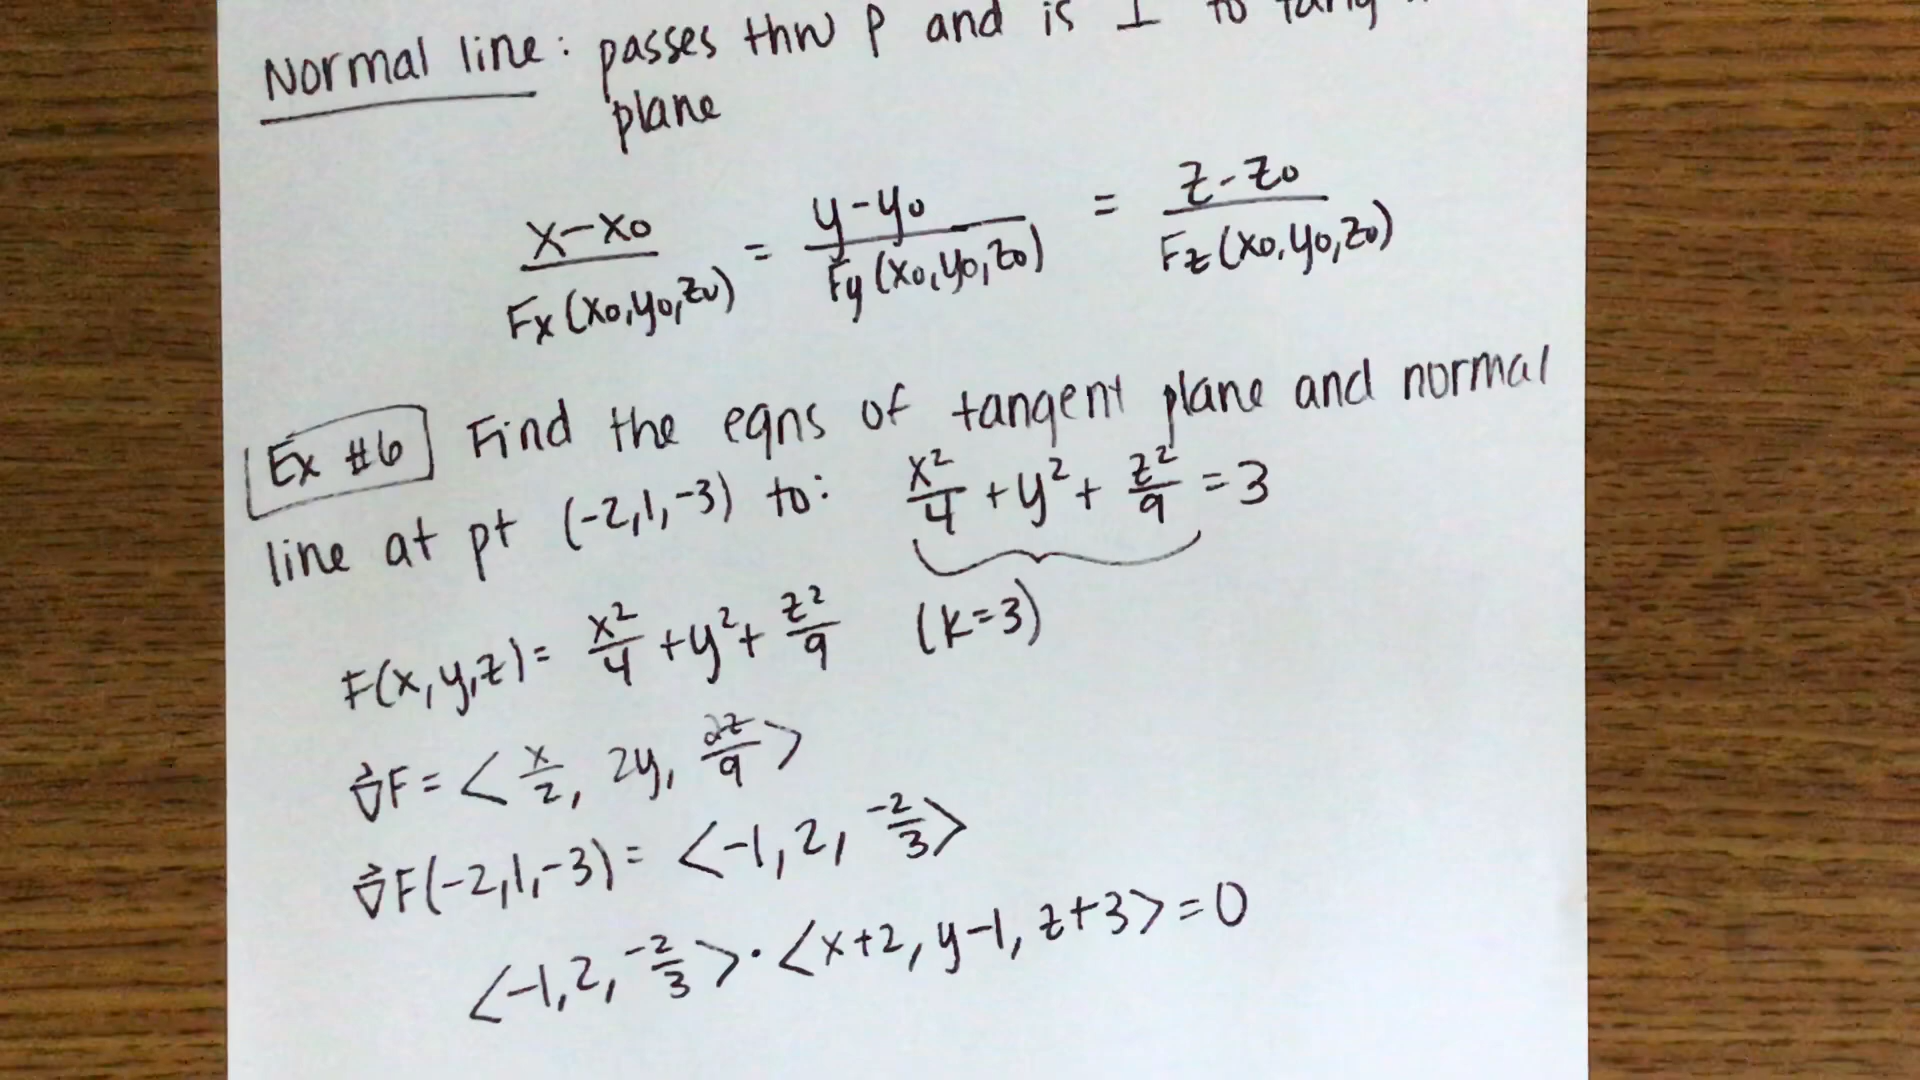 Normal line: passes thru P and is ⊥ to
plane
x-x₀ / Fx(x₀,y₀,z₀) = y-y₀ / Fy(x₀,y₀,z₀) = z-z₀ / Fz(x₀,y₀,z₀)
Ex #6 Find the eqns of tangent plane and normal
line at pt (-2,1,-3) to: x²/4 + y² + z²/9 = 3
F(x,y,z) = x²/4 + y² + z²/9 (k=3)
∇⃗F = <x/2, 2y, 2z/9>
∇⃗F(-2,1,-3) = <-1, 2, -2/3>
<-1, 2, -2/3> · <x+2, y-1, z+3> = 0